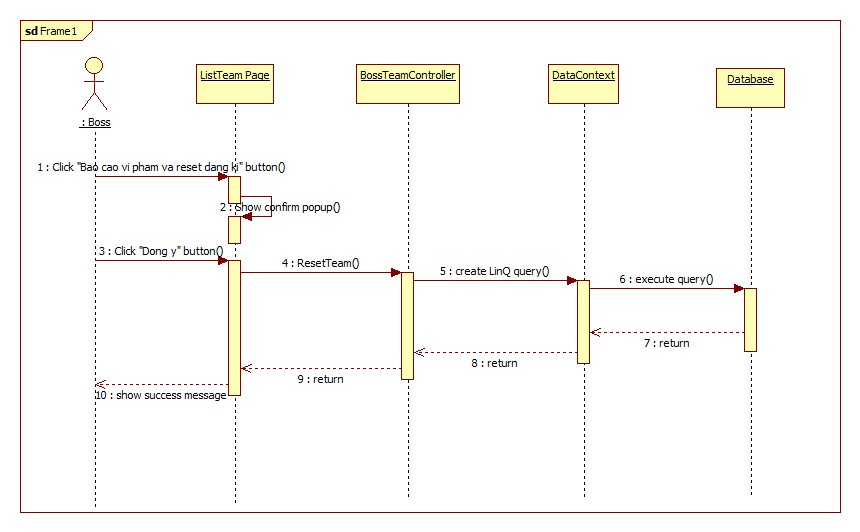 sd Frame1
ListTeam Page
BossTeamController
DataContext
Database
: Boss
1 : Click "Bao cao vi pham va reset dang ki" button()
2 : Show confirm popup()
3 : Click "Dong y" button()
4 : ResetTeam()
5 : create LinQ query()
6 : execute query()
7 : return
8 : return
9 : return
10 : show success message